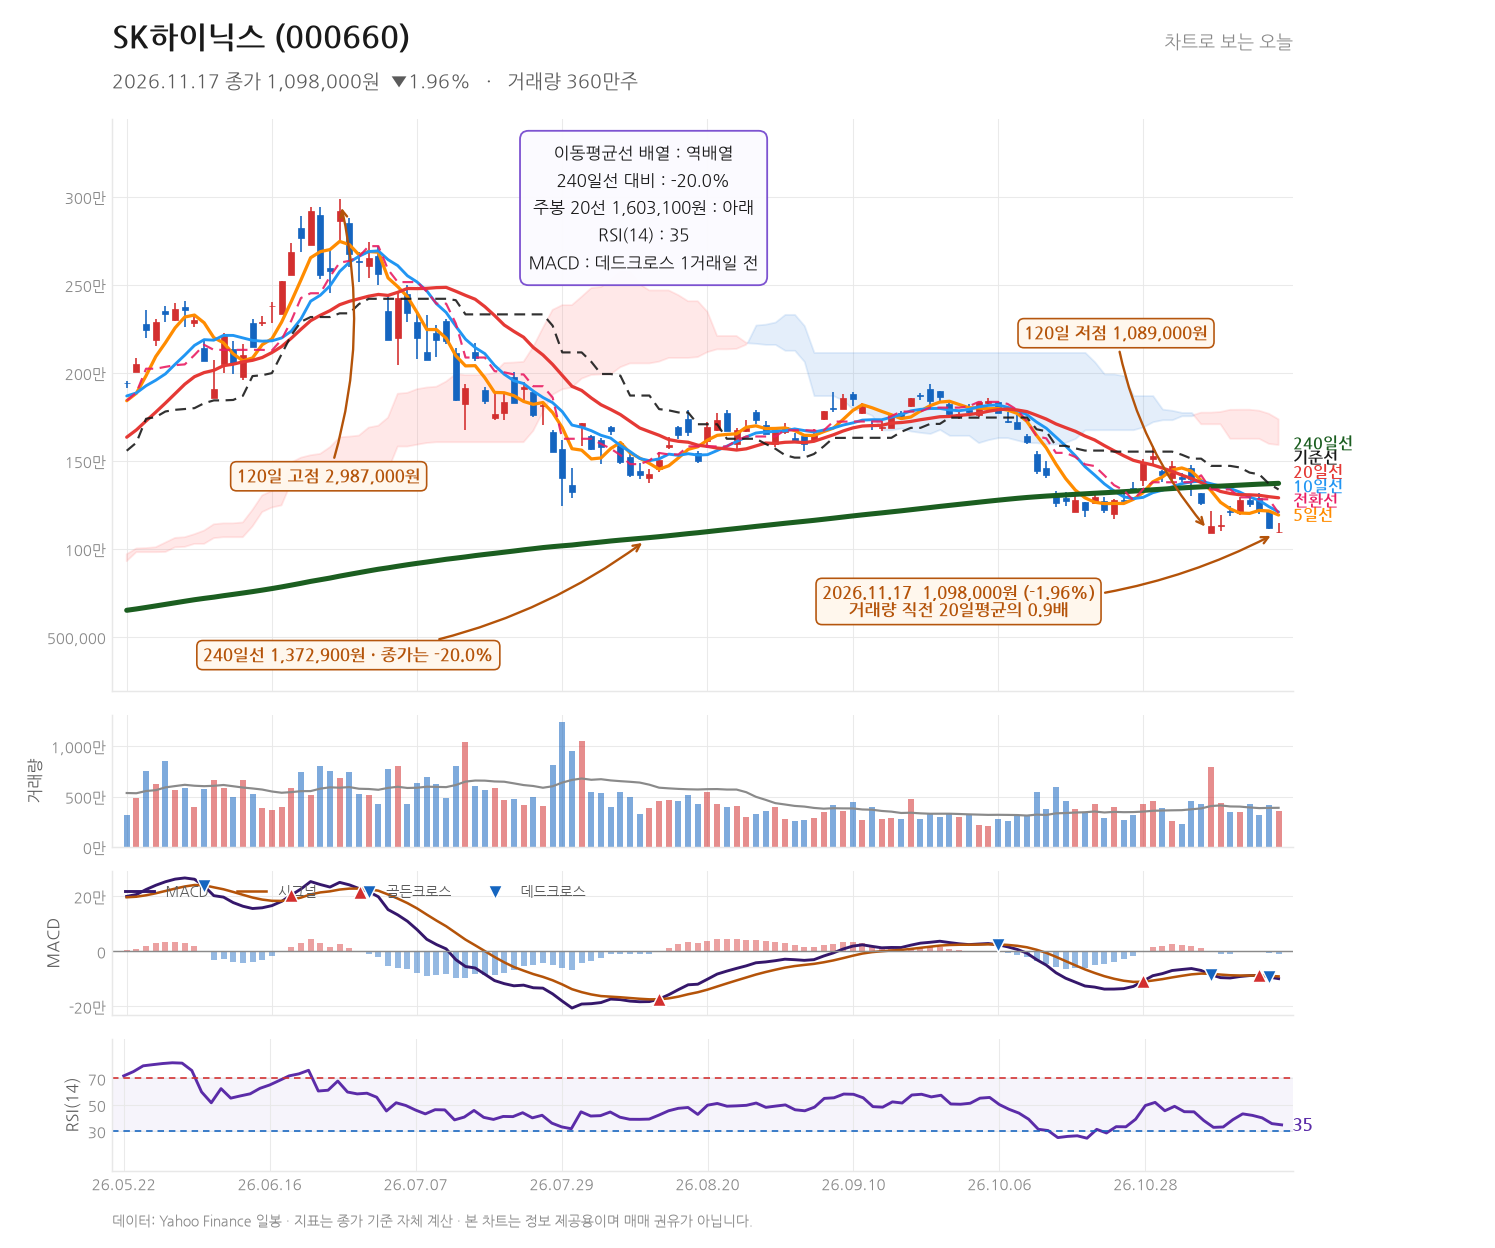 SK하이닉스 (000660)
차트로 보는 오늘
2026.11.17 종가 1,098,000원 ▼1.96% · 거래량 360만주
이동평균선 배열 : 역배열
240일선 대비 : -20.0%
주봉 20선 1,603,100원 : 아래
RSI(14) : 35
MACD : 데드크로스 1거래일 전
300만
250만
200만
150만
100만
500,000
120일 저점 1,089,000원
120일 고점 2,987,000원
2026.11.17 1,098,000원 (-1.96%)
거래량 직전 20일평균의 0.9배
240일선 1,372,900원 · 종가는 -20.0%
240일선
기준선
20일선
10일선
전환선
5일선
거래량
1,000만
500만
0만
MACD
MACD
시그널
골든크로스
데드크로스
20만
0
-20만
RSI(14)
70
50
30
35
26.05.22
26.06.16
26.07.07
26.07.29
26.08.20
26.09.10
26.10.06
26.10.28
데이터: Yahoo Finance 일봉 · 지표는 종가 기준 자체 계산 · 본 차트는 정보 제공용이며 매매 권유가 아닙니다.